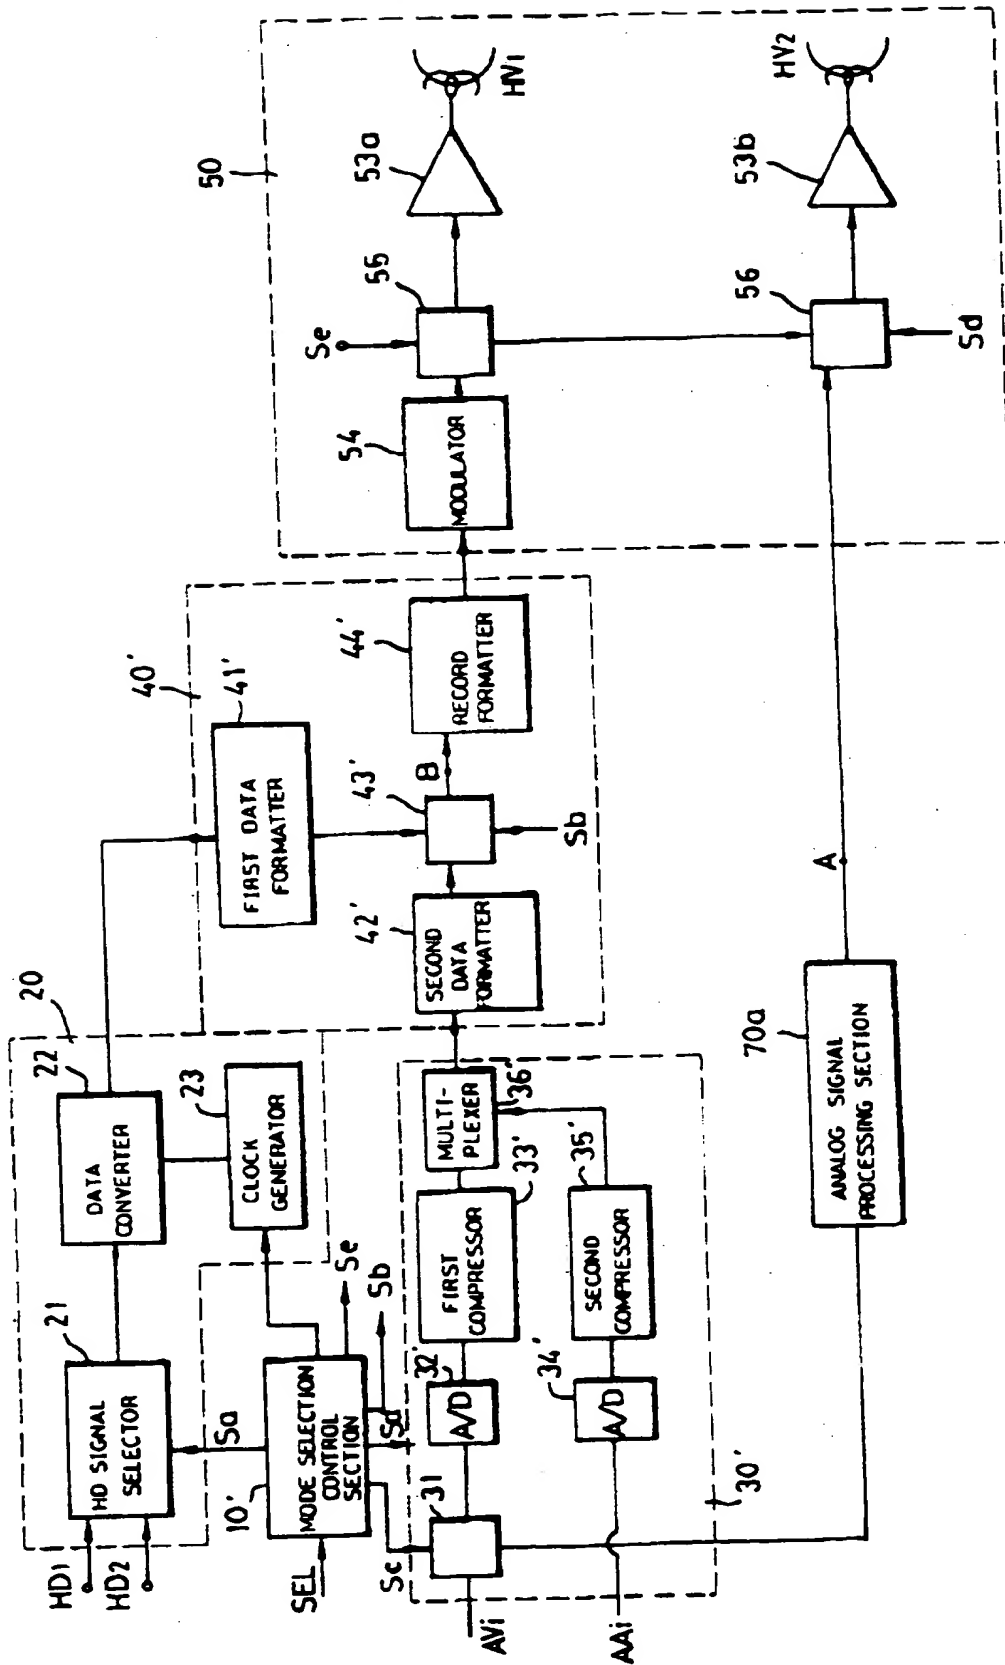 HD1
HD2
21
HD SIGNAL
SELECTOR
22
DATA
CONVERTER
20
23
CLOCK
GENERATOR
Sa
10'
MODE SELECTION
CONTROL
SECTION
SEL
Se
Sb
Sc
AVi
AAi
31
32'
A/D
FIRST
COMPRESSOR
33'
MULTI-
PLEXER
36'
34'
A/D
SECOND
COMPRESSOR
35'
30'
40'
41'
FIRST DATA
FORMATTER
42'
SECOND
DATA
FORMATTER
43'
Sb
B
44'
RECORD
FORMATTER
50
54
MODULATOR
Se
55
53a
HV1
56
Sd
53b
HV2
70a
ANALOG SIGNAL
PROCESSING SECTION
A